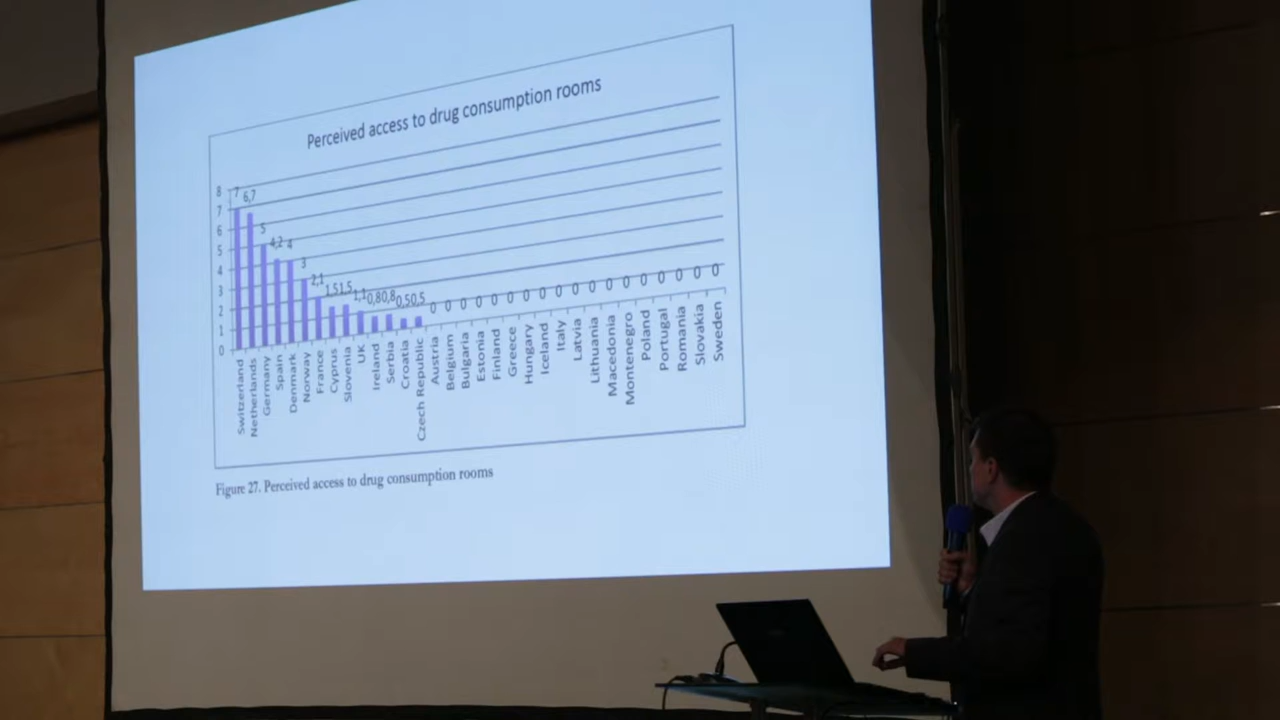 Perceived access to drug consumption rooms
8
7
6
5
4
3
2
1
0
7 6,7 5 4,2 4 3 2,1 1,5 1,5 1,1 0,8 0,8 0,5 0,5 0 0 0 0 0 0 0 0 0 0 0 0 0 0 0 0 0 0
Switzerland
Netherlands
Germany
Spain
Denmark
Norway
France
Cyprus
Slovenia
UK
Ireland
Serbia
Croatia
Czech Republic
Austria
Belgium
Bulgaria
Estonia
Finland
Greece
Hungary
Iceland
Italy
Latvia
Lithuania
Macedonia
Montenegro
Poland
Portugal
Romania
Slovakia
Sweden
Figure 27. Perceived access to drug consumption rooms